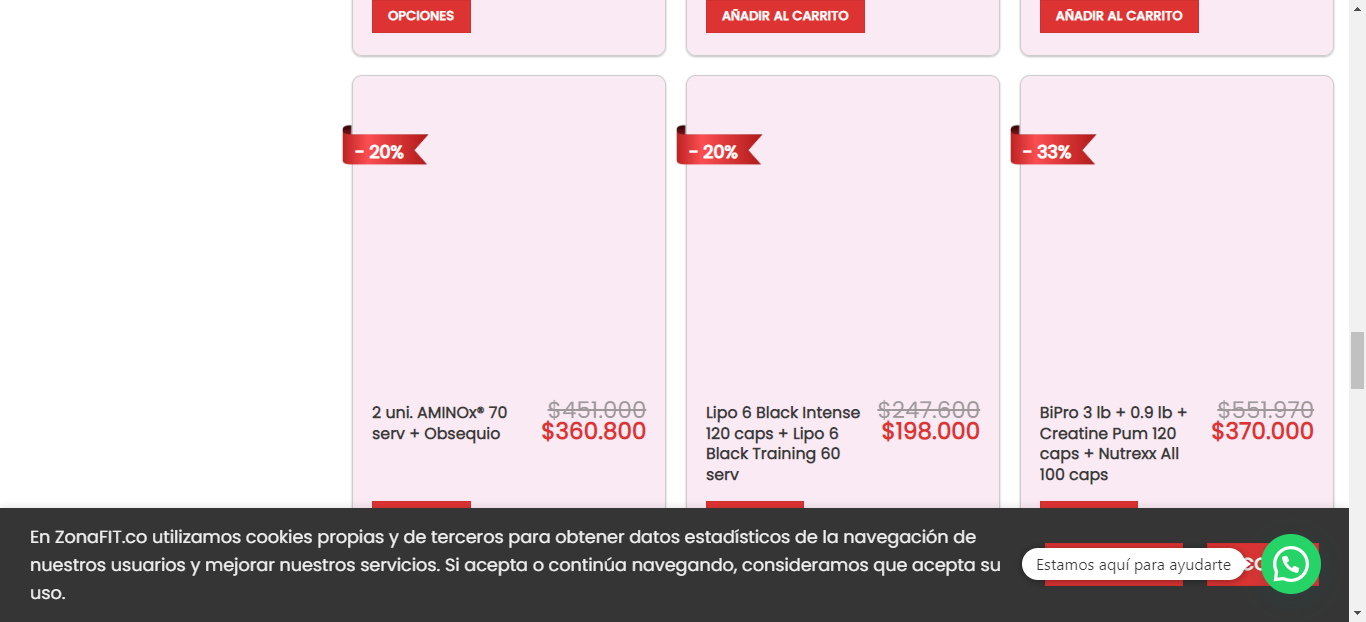 OPCIONES
AÑADIR AL CARRITO
AÑADIR AL CARRITO
- 20%
- 20%
- 33%
2 uni. AMINOx® 70
serv + Obsequio
$451.000
$360.800
Lipo 6 Black Intense
120 caps + Lipo 6
Black Training 60
serv
$247.600
$198.000
BiPro 3 lb + 0.9 lb +
Creatine Pum 120
caps + Nutrexx All
100 caps
$551.970
$370.000
En ZonaFIT.co utilizamos cookies propias y de terceros para obtener datos estadísticos de la navegación de
nuestros usuarios y mejorar nuestros servicios. Si acepta o continúa navegando, consideramos que acepta su
uso.
Estamos aquí para ayudarte